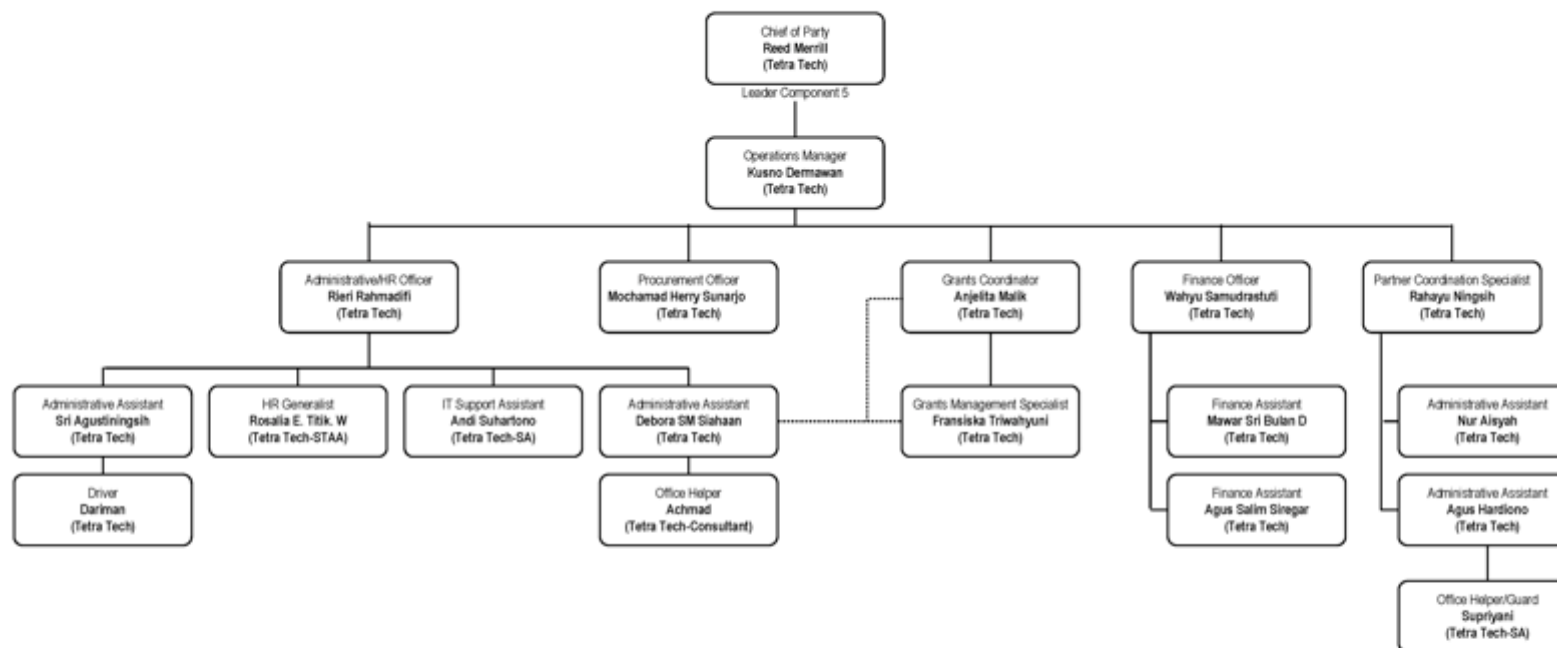 Chief of Party
Reed Merrill
(Tetra Tech)
Leader Component 5
Operations Manager
Kusno Dermawan
(Tetra Tech)
Administrative/HR Officer
Rieri Rahmadifi
(Tetra Tech)
Procurement Officer
Mochamad Herry Sunarjo
(Tetra Tech)
Grants Coordinator
Anjelita Malik
(Tetra Tech)
Finance Officer
Wahyu Samudrastuti
(Tetra Tech)
Partner Coordination Specialist
Rahayu Ningsih
(Tetra Tech)
Administrative Assistant
Sri Agustiningsih
(Tetra Tech)
HR Generalist
Rosalia E. Titik. W
(Tetra Tech-STAA)
IT Support Assistant
Andi Suhartono
(Tetra Tech-SA)
Administrative Assistant
Debora SM Siahaan
(Tetra Tech)
Grants Management Specialist
Fransiska Triwahyuni
(Tetra Tech)
Finance Assistant
Mawar Sri Bulan D
(Tetra Tech)
Administrative Assistant
Nur Aisyah
(Tetra Tech)
Driver
Dariman
(Tetra Tech)
Office Helper
Achmad
(Tetra Tech-Consultant)
Finance Assistant
Agus Salim Siregar
(Tetra Tech)
Administrative Assistant
Agus Hardiono
(Tetra Tech)
Office Helper/Guard
Supriyani
(Tetra Tech-SA)